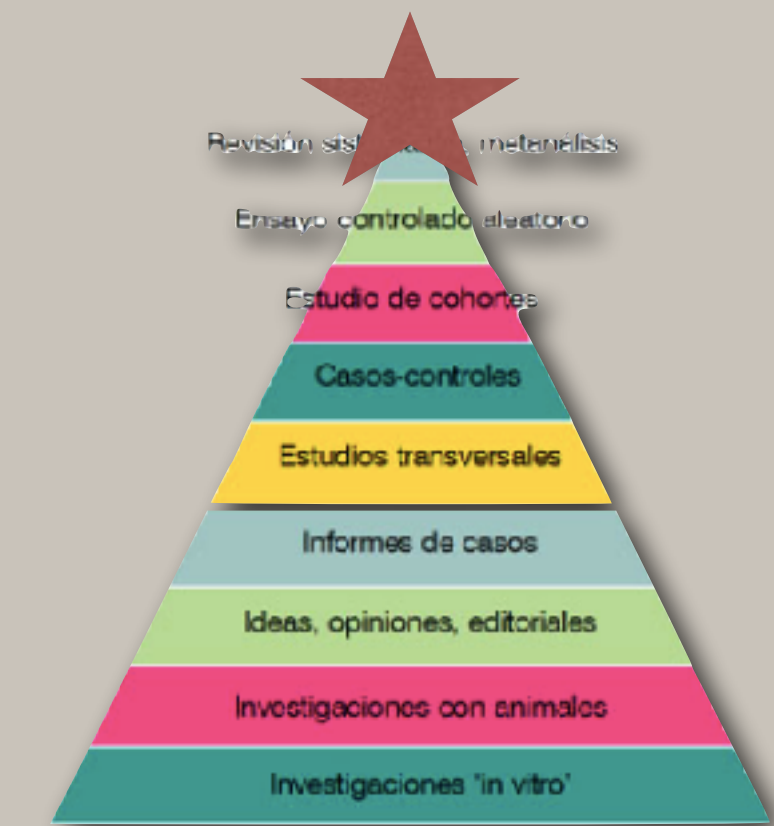 Revisión sis metanálisis
Ensayo controlado aleatorio
Estudio de cohortes
Casos-controles
Estudios transversales
Informes de casos
Ideas, opiniones, editoriales
Investigaciones con animales
Investigaciones 'in vitro'